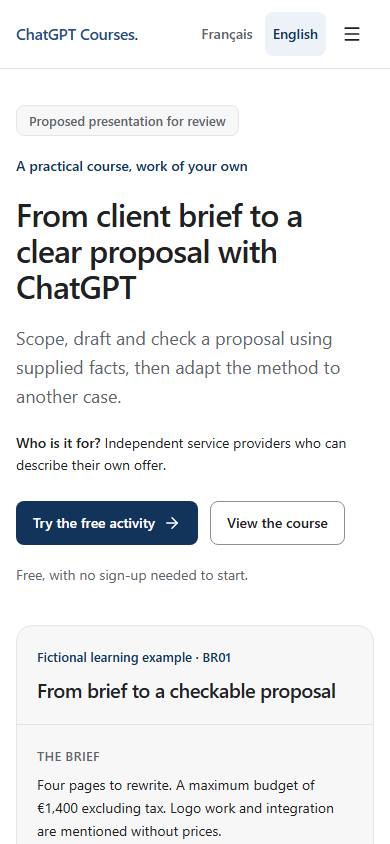 ChatGPT Courses.
Français
English
Proposed presentation for review
A practical course, work of your own
From client brief to a
clear proposal with
ChatGPT
Scope, draft and check a proposal using
supplied facts, then adapt the method to
another case.
Who is it for? Independent service providers who can
describe their own offer.
Try the free activity →
View the course
Free, with no sign-up needed to start.
Fictional learning example · BR01
From brief to a checkable proposal
THE BRIEF
Four pages to rewrite. A maximum budget of
€1,400 excluding tax. Logo work and integration
are mentioned without prices.